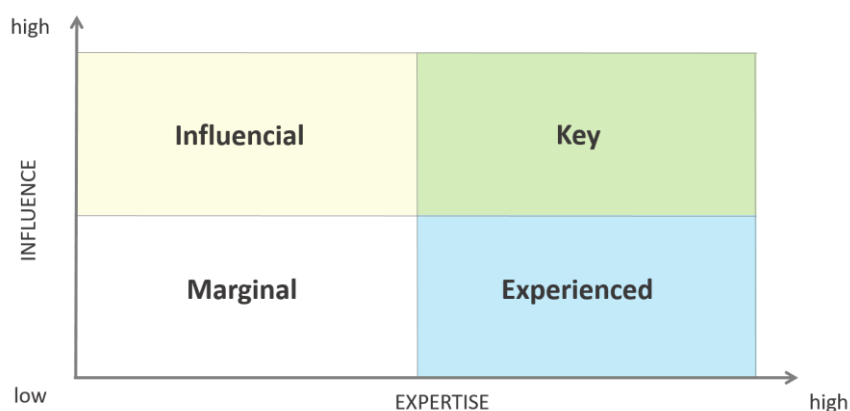 high
Influencial
Key
INFLUENCE
Marginal
Experienced
low
EXPERTISE
high